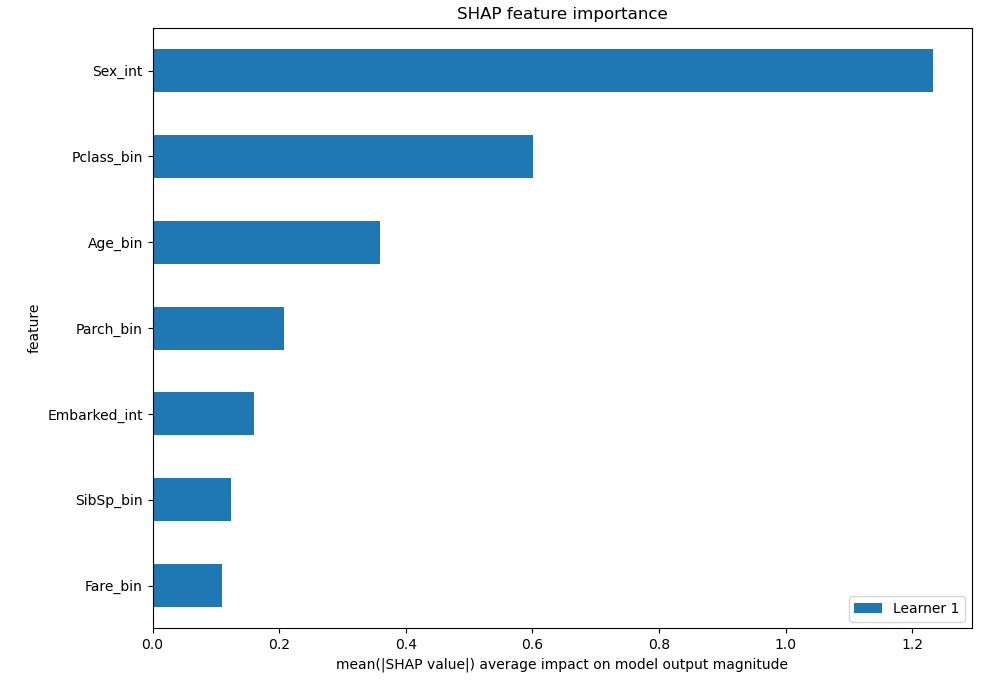 SHAP feature importance
Sex_int
Pclass_bin
Age_bin
Parch_bin
Embarked_int
SibSp_bin
Fare_bin
feature
Learner 1
0.0 0.2 0.4 0.6 0.8 1.0 1.2
mean(|SHAP value|) average impact on model output magnitude